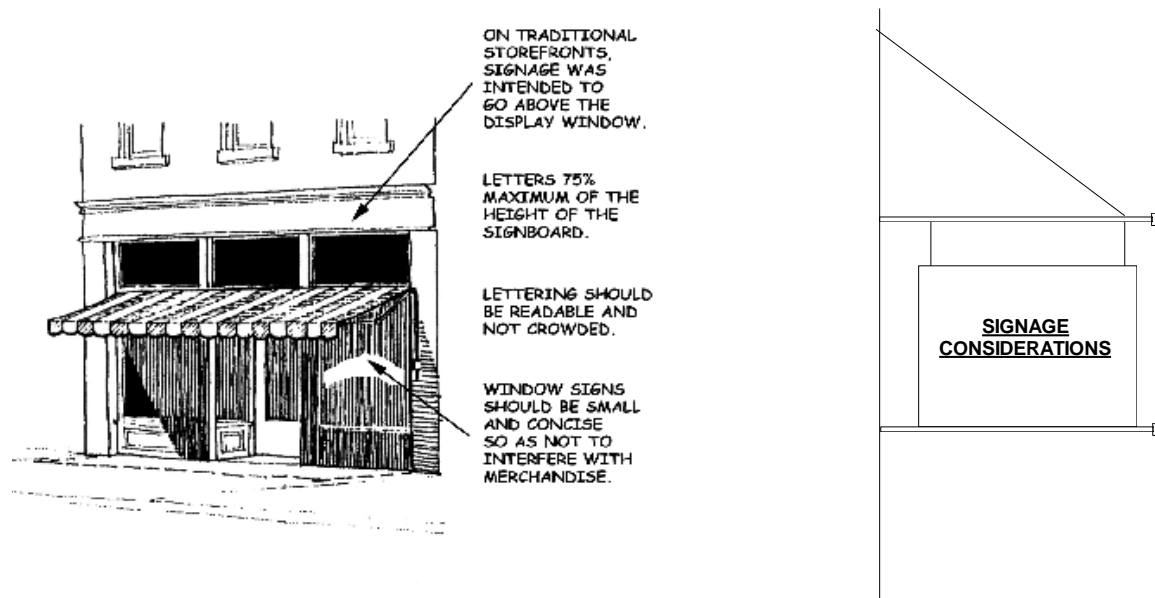 ON TRADITIONAL
STOREFRONTS,
SIGNAGE WAS
INTENDED TO
GO ABOVE THE
DISPLAY WINDOW.
LETTERS 75%
MAXIMUM OF THE
HEIGHT OF THE
SIGNBOARD.
LETTERING SHOULD
BE READABLE AND
NOT CROWDED.
WINDOW SIGNS
SHOULD BE SMALL
AND CONCISE
SO AS NOT TO
INTERFERE WITH
MERCHANDISE.
SIGNAGE
CONSIDERATIONS